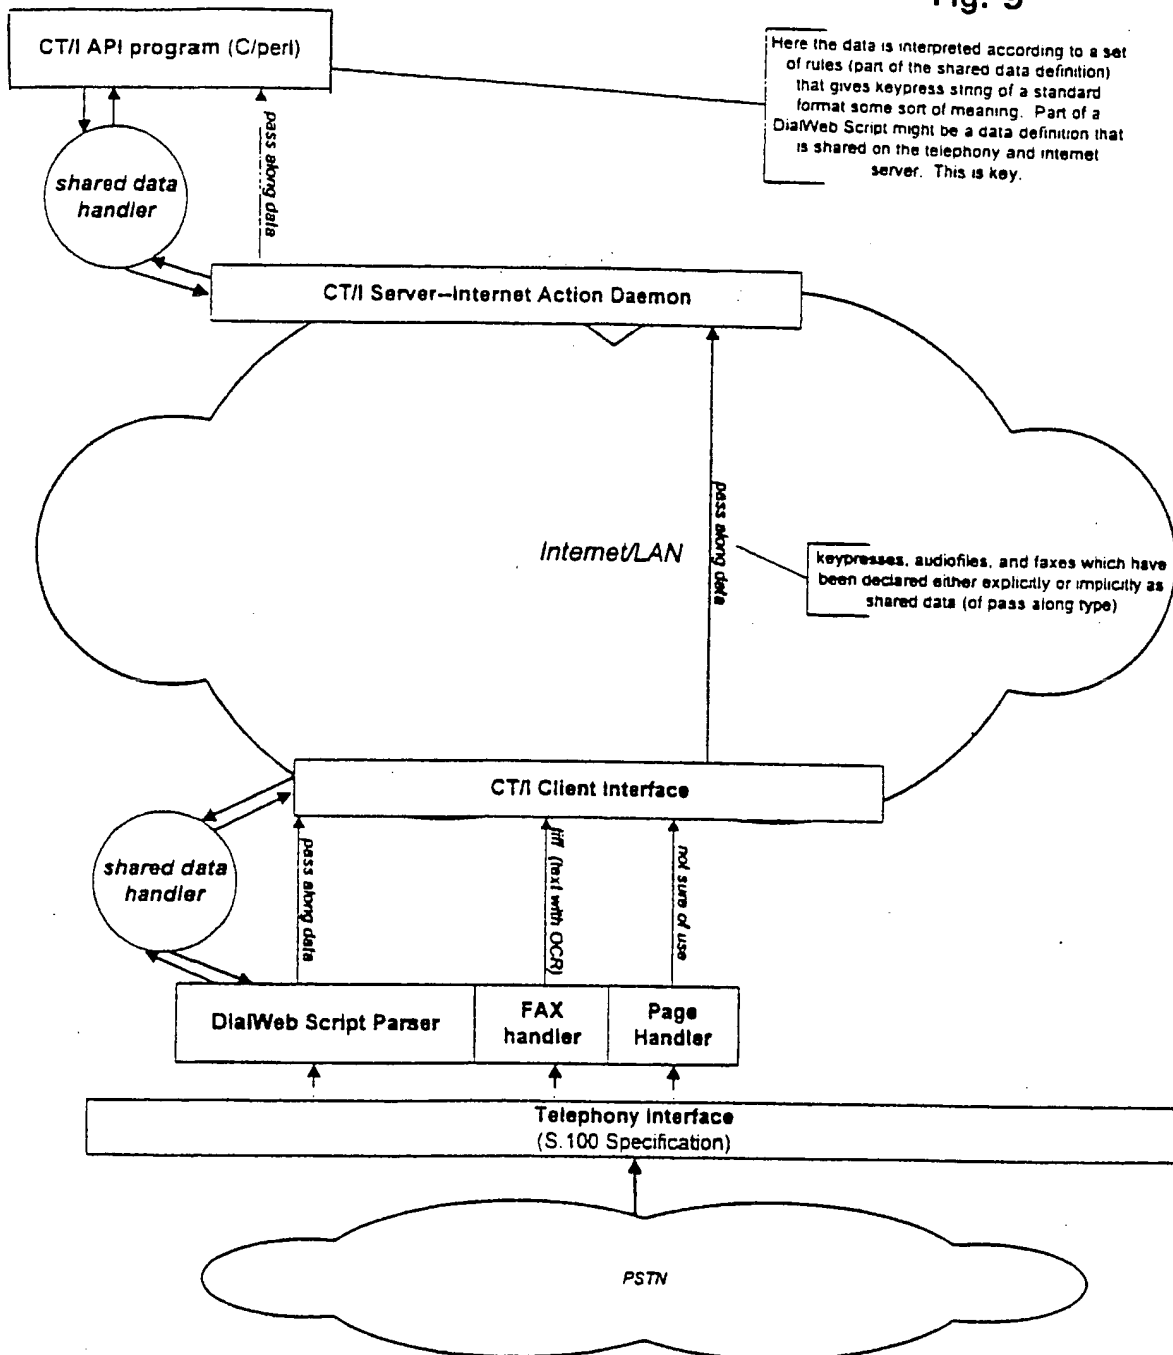 CT/I API program (C/perl)
Here the data is interpreted according to a set
of rules (part of the shared data definition)
that gives keypress string of a standard
format some sort of meaning. Part of a
DialWeb Script might be a data definition that
is shared on the telephony and internet
server. This is key.
pass along data
shared data
handler
CT/I Server–Internet Action Daemon
pass along data
Internet/LAN
keypresses, audiofiles, and faxes which have
been declared either explicitly or implicitly as
shared data (of pass along type)
CT/I Client Interface
shared data
handler
pass along data
tiff (text with OCR)
not sure of use
DialWeb Script Parser
FAX
handler
Page
Handler
Telephony Interface
(S.100 Specification)
PSTN